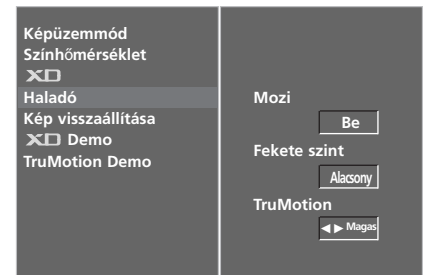 Képüzemmód
Színhőmérséklet
XD
Haladó
Kép visszaállítása
XD Demo
TruMotion Demo
Mozi
Be
Fekete szint
Alacsony
TruMotion
◄ ► Magas